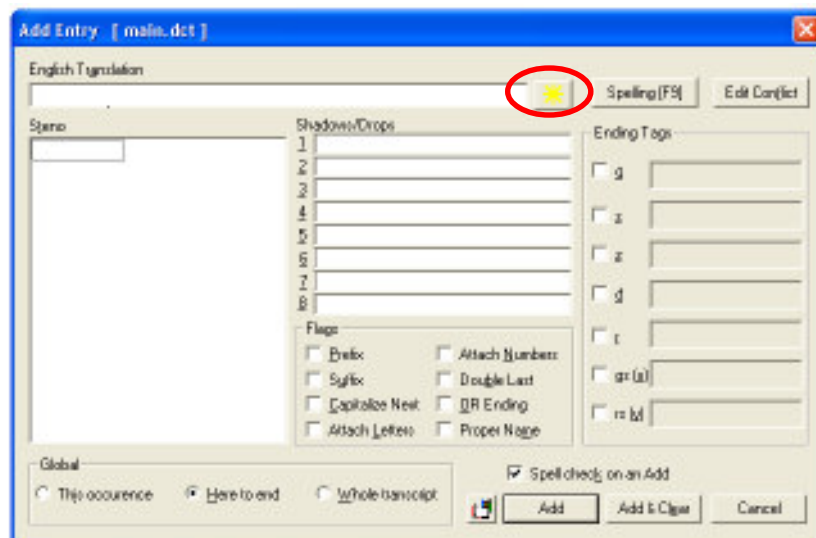 Add Entry [ main.dct ]
English Translation
Spelling [F9]
Edit Conflict
Steno
Shadows/Drops
Ending Tags
1
2
3
4
5
6
7
8
g
s
z
d
r
gs (q)
rs (v)
Flags
Prefix
Attach Numbers
Suffix
Double Last
Capitalize Next
QR Ending
Attach Letters
Proper Name
Global
This occurence
Here to end
Whole transcript
Spell check on an Add
Add
Add & Clear
Cancel